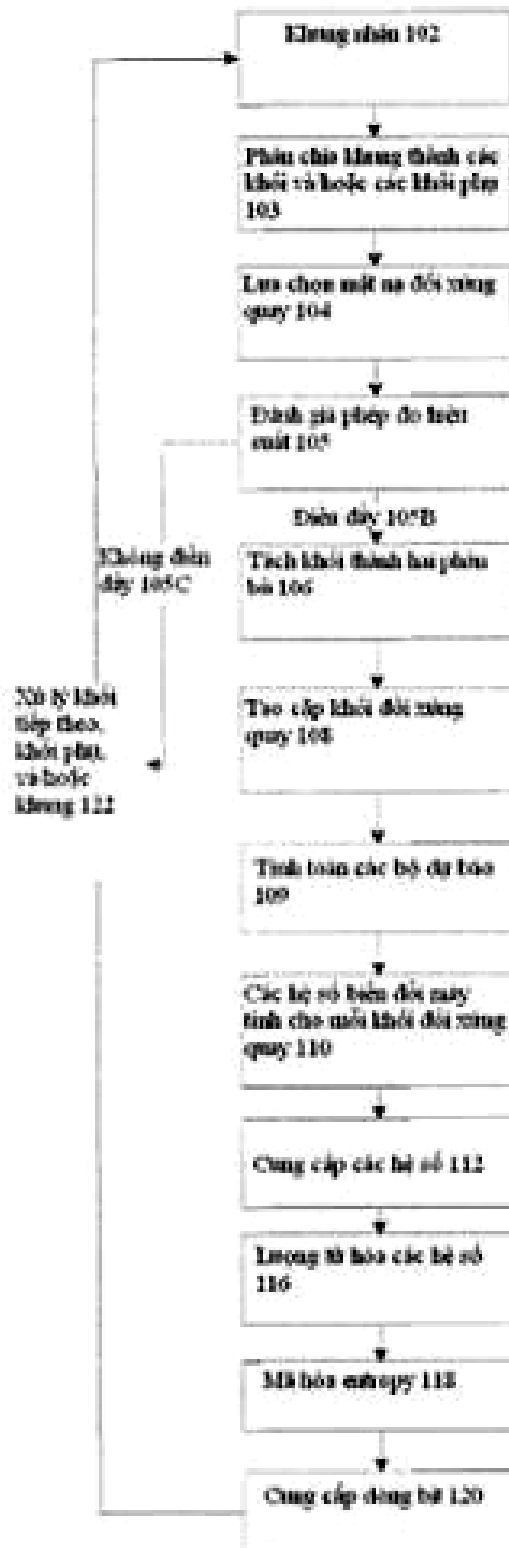 Khung nhận 102
Phân chia khung thành các
khối và hoặc các khối phụ
103
Lựa chọn mặt nạ đối xứng
quay 104
Đánh giá phép đo hiệu
suất 105
Điền đầy 105B
Không điền
đầy 105C
Tách khối thành hai phần
bù 106
Xử lý khối
tiếp theo,
khối phụ,
và hoặc
khung 122
Tạo cấp khối đối xứng
quay 108
Tính toán các bộ dự báo
109
Các hệ số biến đổi máy
tính cho mỗi khối đối xứng
quay 110
Cung cấp các hệ số 112
Lượng tử hóa các hệ số
116
Mã hóa entropy 118
Cung cấp dòng bit 120